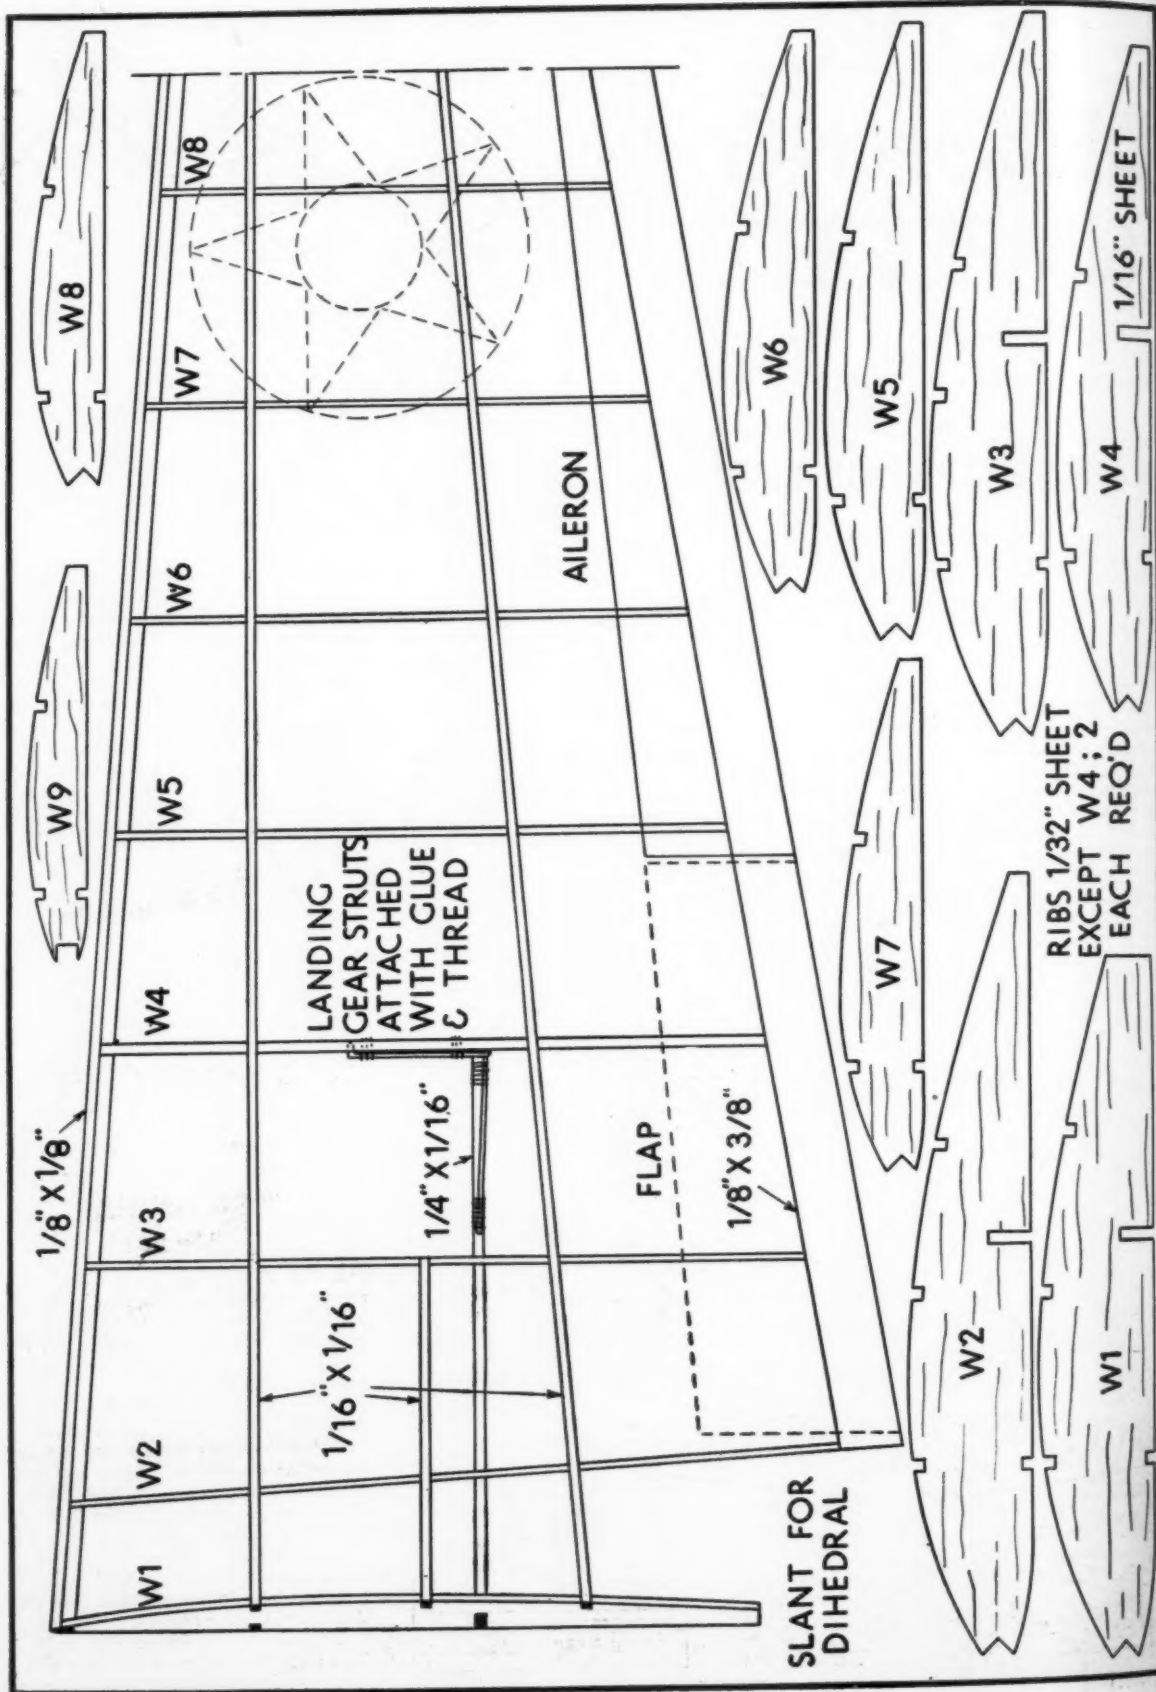 W1
W2
W3
W4
W5
W6
W7
W8
1/8" X 1/8"
1/16" X 1/16"
1/4" X 1/16"
LANDING
GEAR STRUTS
ATTACHED
WITH GLUE
& THREAD
FLAP
AILERON
1/8" X 3/8"
SLANT FOR
DIHEDRAL
W9
W8
W6
W5
W3
W4
1/16" SHEET
W7
W2
W1
RIBS 1/32" SHEET
EXCEPT W4; 2
EACH REQ'D